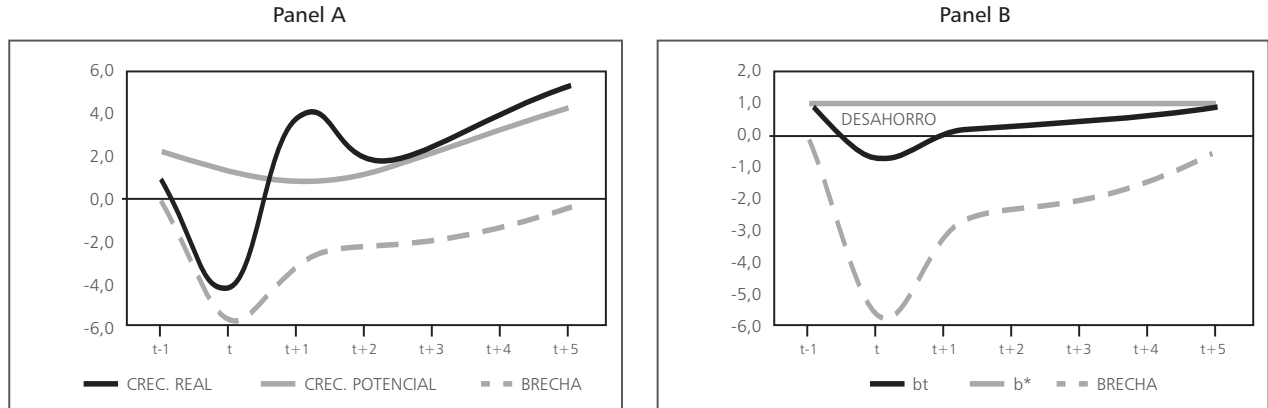 Panel A
6,0
4,0
2,0
0,0
-2,0
-4,0
-6,0
t-1 t t+1 t+2 t+3 t+4 t+5
CREC. REAL CREC. POTENCIAL BRECHA
Panel B
2,0
1,0
0,0
-1,0
-2,0
-3,0
-4,0
-5,0
-6,0
DESAHORRO
t-1 t t+1 t+2 t+3 t+4 t+5
bt b* BRECHA